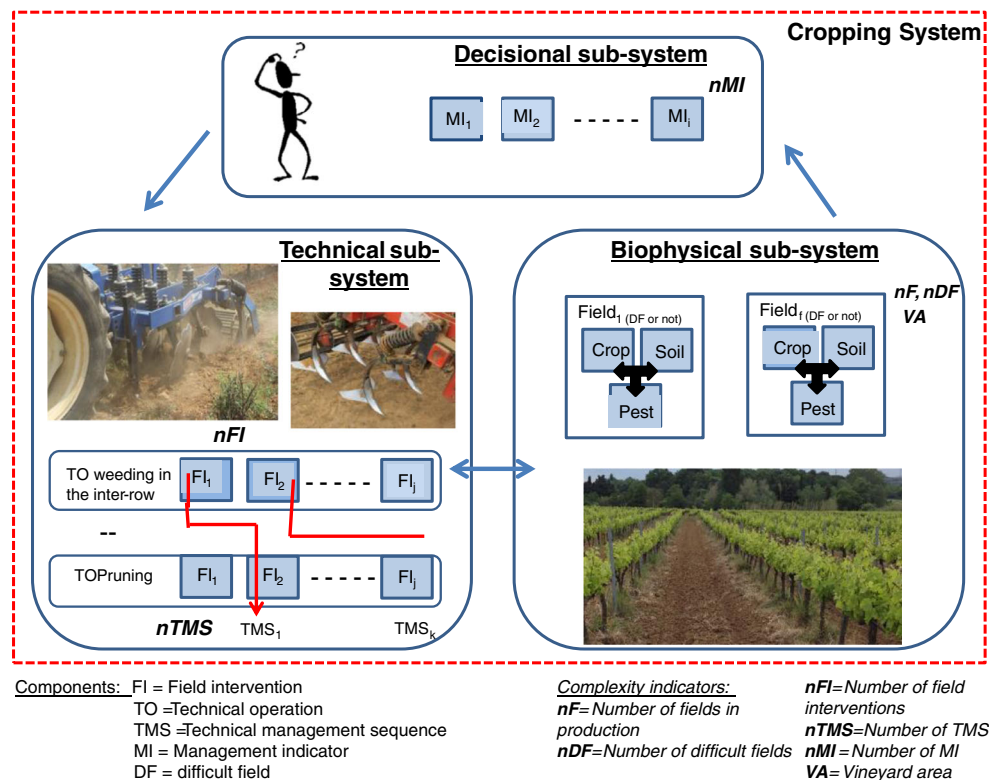 Cropping System
Decisional sub-system
nMI
?
MI1
MI2
- - - - -
MIi
Technical sub-
system
nFI
TO weeding in
the inter-row
FI1
FI2
- - - - -
FIj
--
TOPruning
FI1
FI2
- - - - -
FIj
nTMS
TMS1
TMSk
Biophysical sub-system
nF, nDF
VA
Field1 (DF or not)
Crop
Soil
Pest
Fieldf (DF or not)
Crop
Soil
Pest
Components: FI = Field intervention
TO =Technical operation
TMS =Technical management sequence
MI = Management indicator
DF = difficult field
Complexity indicators:
nF=Number of fields in
production
nDF=Number of difficult fields
nFI=Number of field
interventions
nTMS=Number of TMS
nMI = Number of MI
VA= Vineyard area